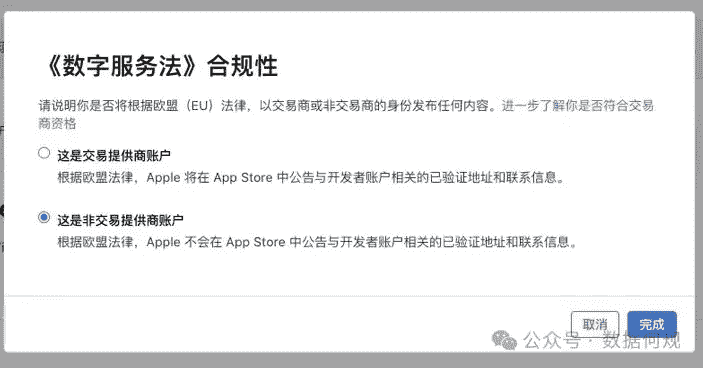 《数字服务法》合规性
请说明你是否将根据欧盟（EU）法律，以交易商或非交易商的身份发布任何内容。进一步了解你是否符合交易
商资格
这是交易提供商账户
根据欧盟法律，Apple 将在 App Store 中公告与开发者账户相关的已验证地址和联系信息。
这是非交易提供商账户
根据欧盟法律，Apple 不会在 App Store 中公告与开发者账户相关的已验证地址和联系信息。
取消
完成
公众号·数据何规